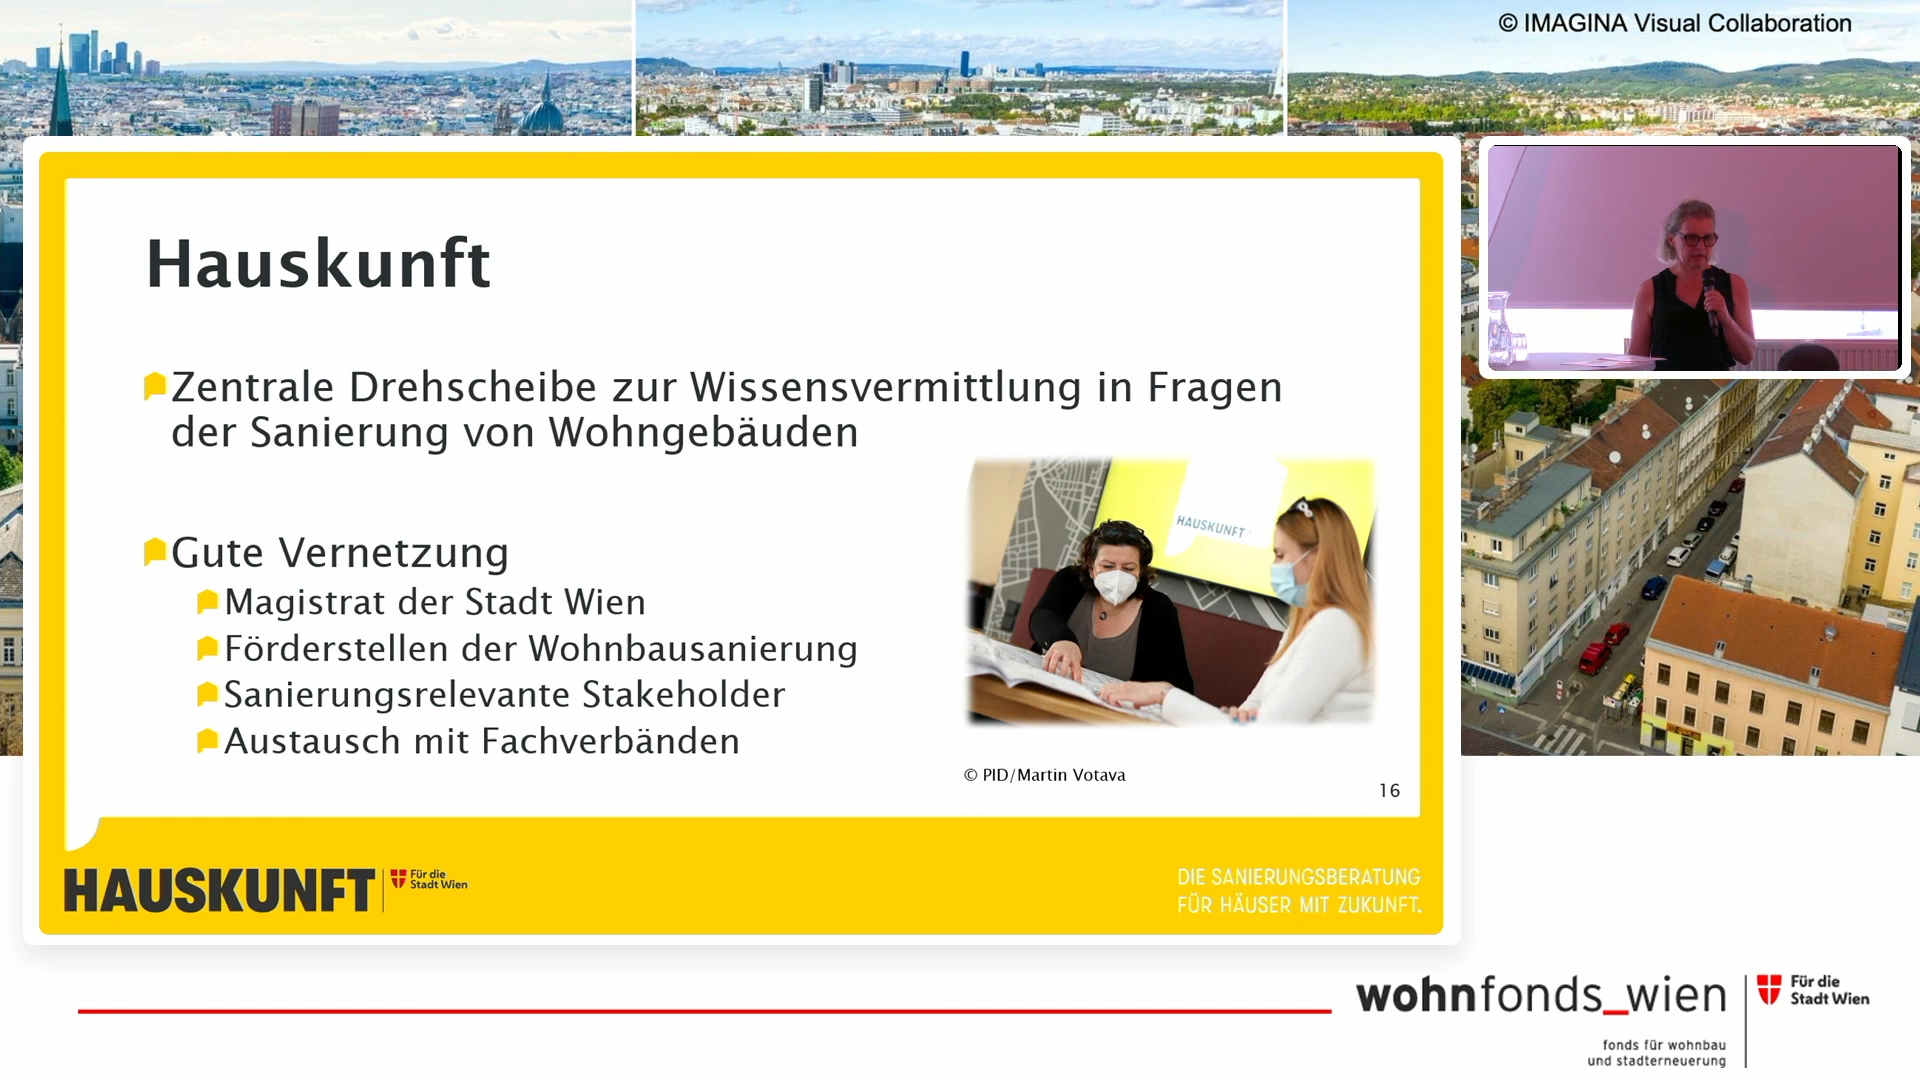 © IMAGINA Visual Collaboration
Hauskunft
Zentrale Drehscheibe zur Wissensvermittlung in Fragen
der Sanierung von Wohngebäuden
Gute Vernetzung
Magistrat der Stadt Wien
Förderstellen der Wohnbausanierung
Sanierungsrelevante Stakeholder
Austausch mit Fachverbänden
HAUSKUNFT
© PID/Martin Votava
16
HAUSKUNFT
Für die
Stadt Wien
DIE SANIERUNGSBERATUNG
FÜR HÄUSER MIT ZUKUNFT.
wohnfonds_wien
fonds für wohnbau
und stadterneuerung
Für die
Stadt Wien